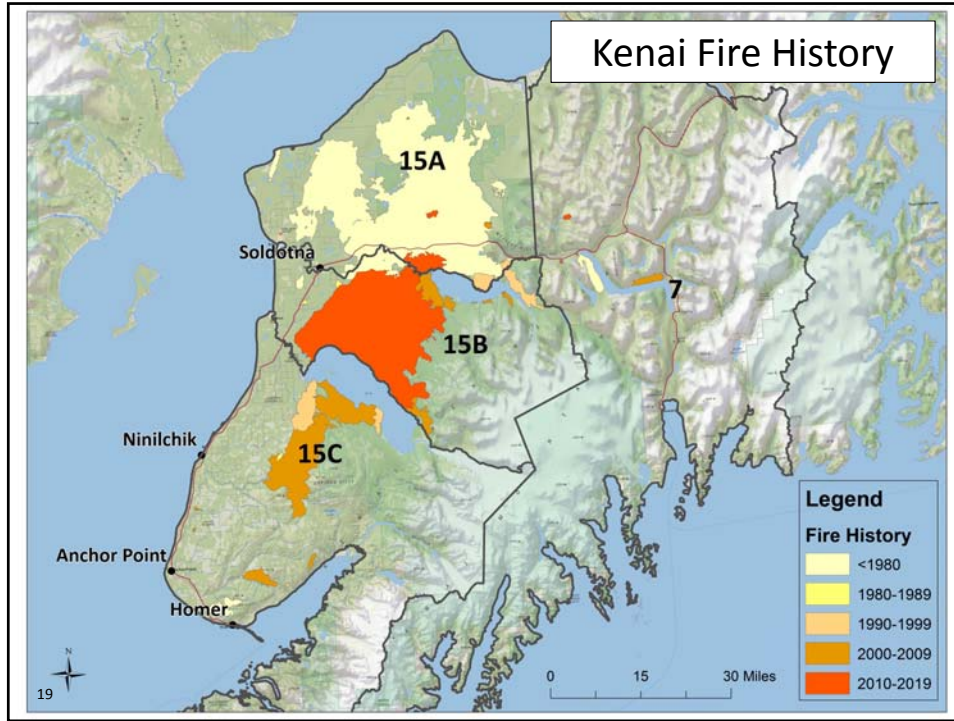 Kenai Fire History
15A
Soldotna
7
15B
Ninilchik
15C
Anchor Point
Homer
Legend
Fire History
<1980
1980-1989
1990-1999
2000-2009
2010-2019
N
0 15 30 Miles
19